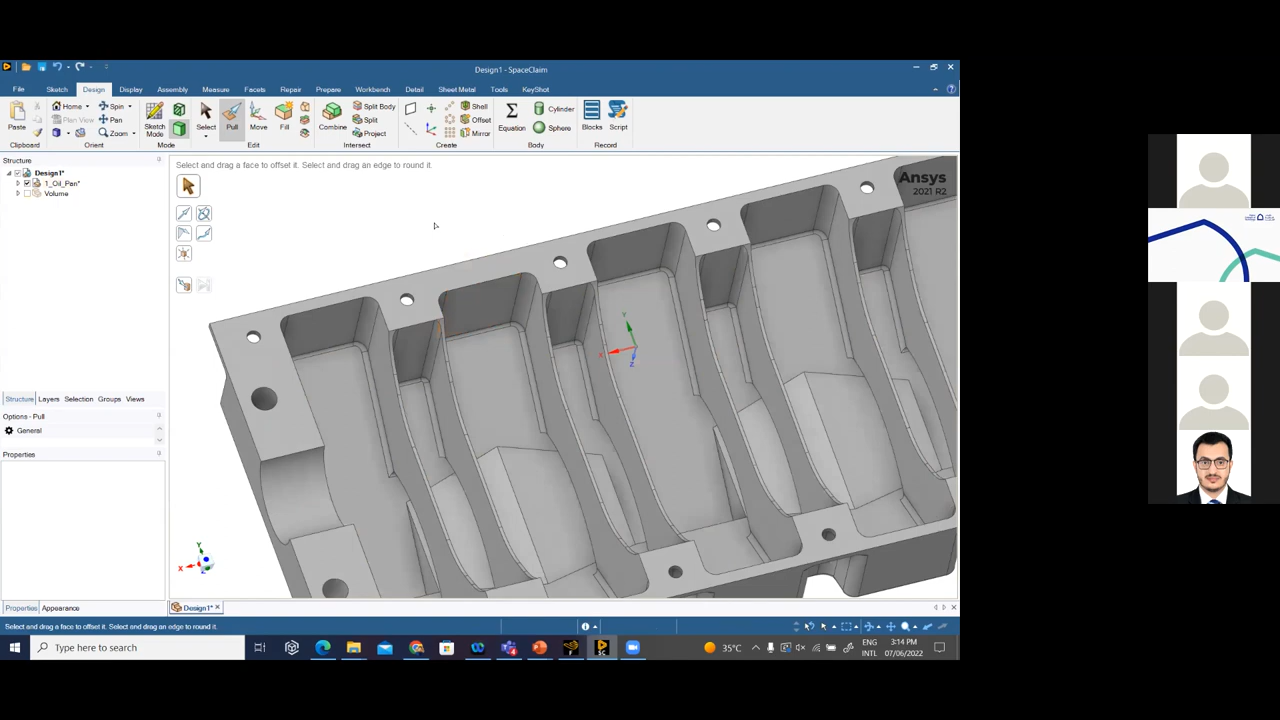 Design1 - SpaceClaim
File Sketch Design Display Assembly Measure Facets Repair Prepare Workbench Detail Sheet Metal Tools KeyShot
Home Spin Split Body Shell Cylinder
Plan View Pan Split Offset
Paste Zoom Sketch Mode Select Pull Move Fill Combine Project Mirror Equation Sphere Blocks Script
Clipboard Orient Mode Edit Intersect Create Body Record
Structure
Select and drag a face to offset it. Select and drag an edge to round it.
Design1*
1_Oil_Pan*
Volume
Ansys
2021 R2
Y
X
Z
Structure Layers Selection Groups Views
Options - Pull
General
Properties
Y
X
Z
Properties Appearance
Design1*
Select and drag a face to offset it. Select and drag an edge to round it.
Type here to search
35°C
ENG
INTL
3:14 PM
07/06/2022